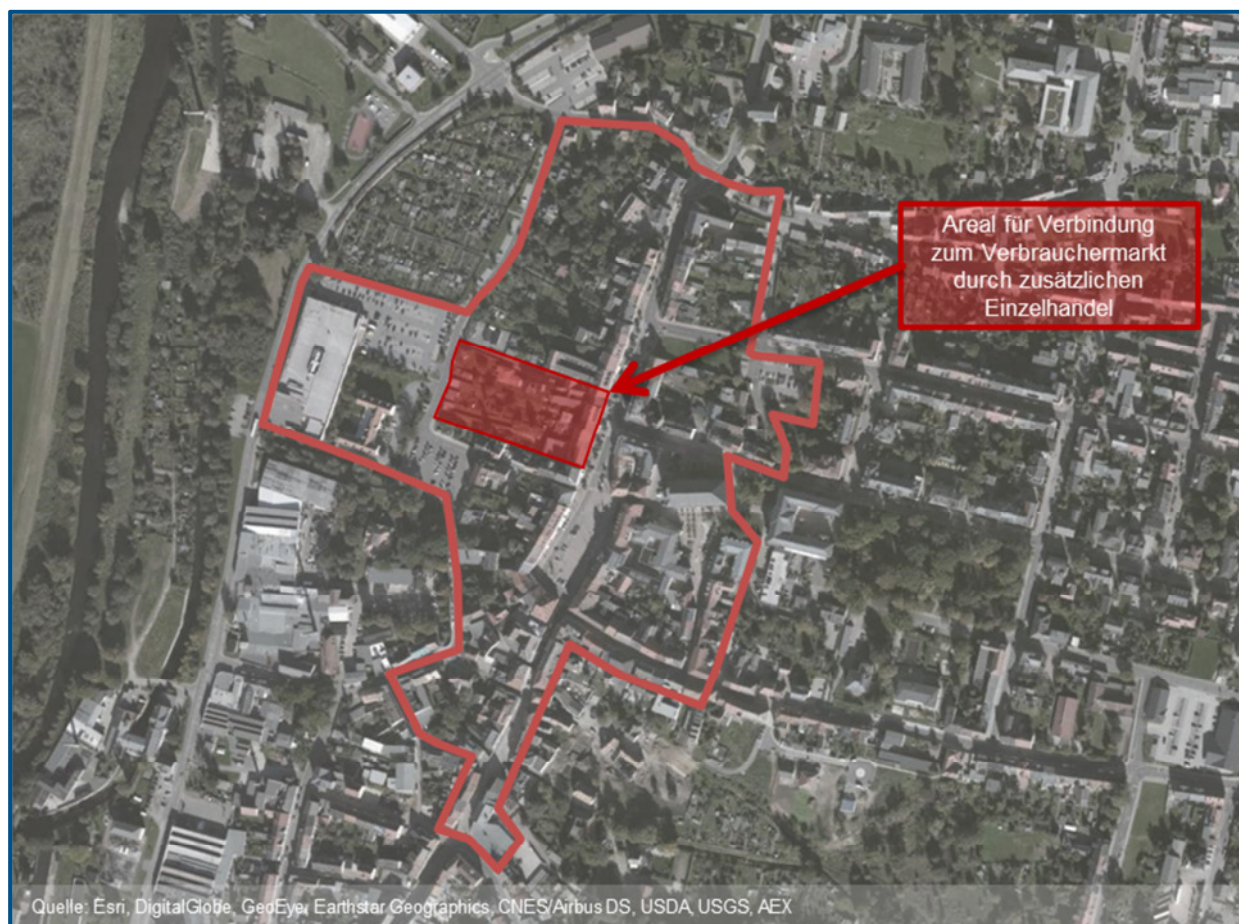 Areal für Verbindung
zum Verbrauchermarkt
durch zusätzlichen
Einzelhandel
Quelle: Esri, DigitalGlobe, GeoEye, Earthstar Geographics, CNES/Airbus DS, USDA, USGS, AEX